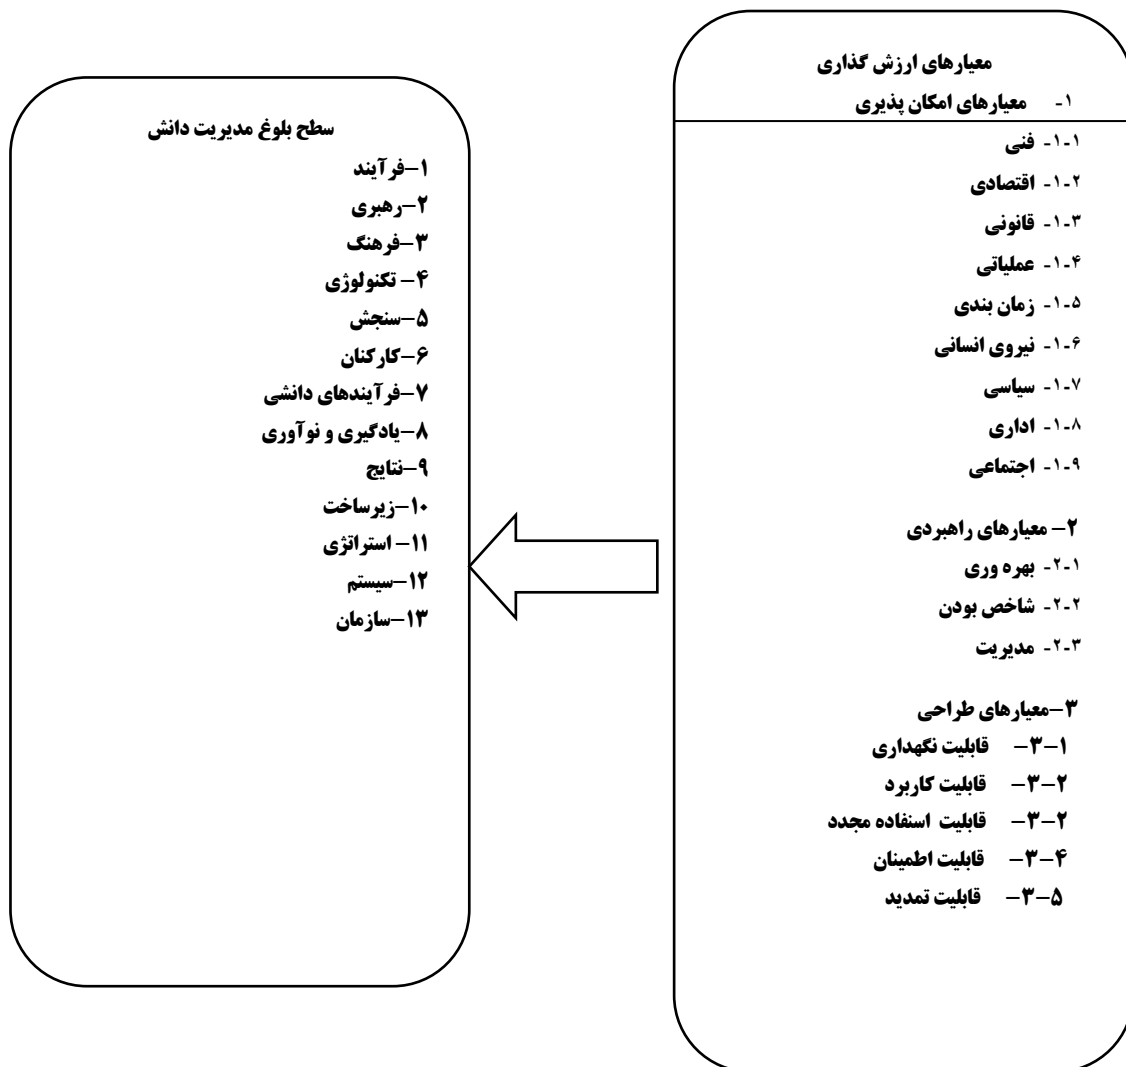 معیارهای ارزش گذاری
۱- معیارهای امکان پذیری
۱-۱- فنی
۱-۲- اقتصادی
۱-۳- قانونی
۱-۴- عملیاتی
۱-۵- زمان بندی
۱-۶- نیروی انسانی
۱-۷- سیاسی
۱-۸- اداری
۱-۹- اجتماعی
۲- معیارهای راهبردی
۲-۱- بهره وری
۲-۲- شاخص بودن
۲-۳- مدیریت
۳-معیارهای طراحی
۳-۱- قابلیت نگهداری
۳-۲- قابلیت کاربرد
۳-۲- قابلیت استفاده مجدد
۳-۴- قابلیت اطمینان
۳-۵- قابلیت تمدید
سطح بلوغ مدیریت دانش
۱-فرآیند
۲-رهبری
۳-فرهنگ
۴- تکنولوژی
۵-سنجش
۶-کارکنان
۷-فرآیندهای دانشی
۸-یادگیری و نوآوری
۹-نتایج
۱۰-زیرساخت
۱۱- استراتژی
۱۲-سیستم
۱۳-سازمان